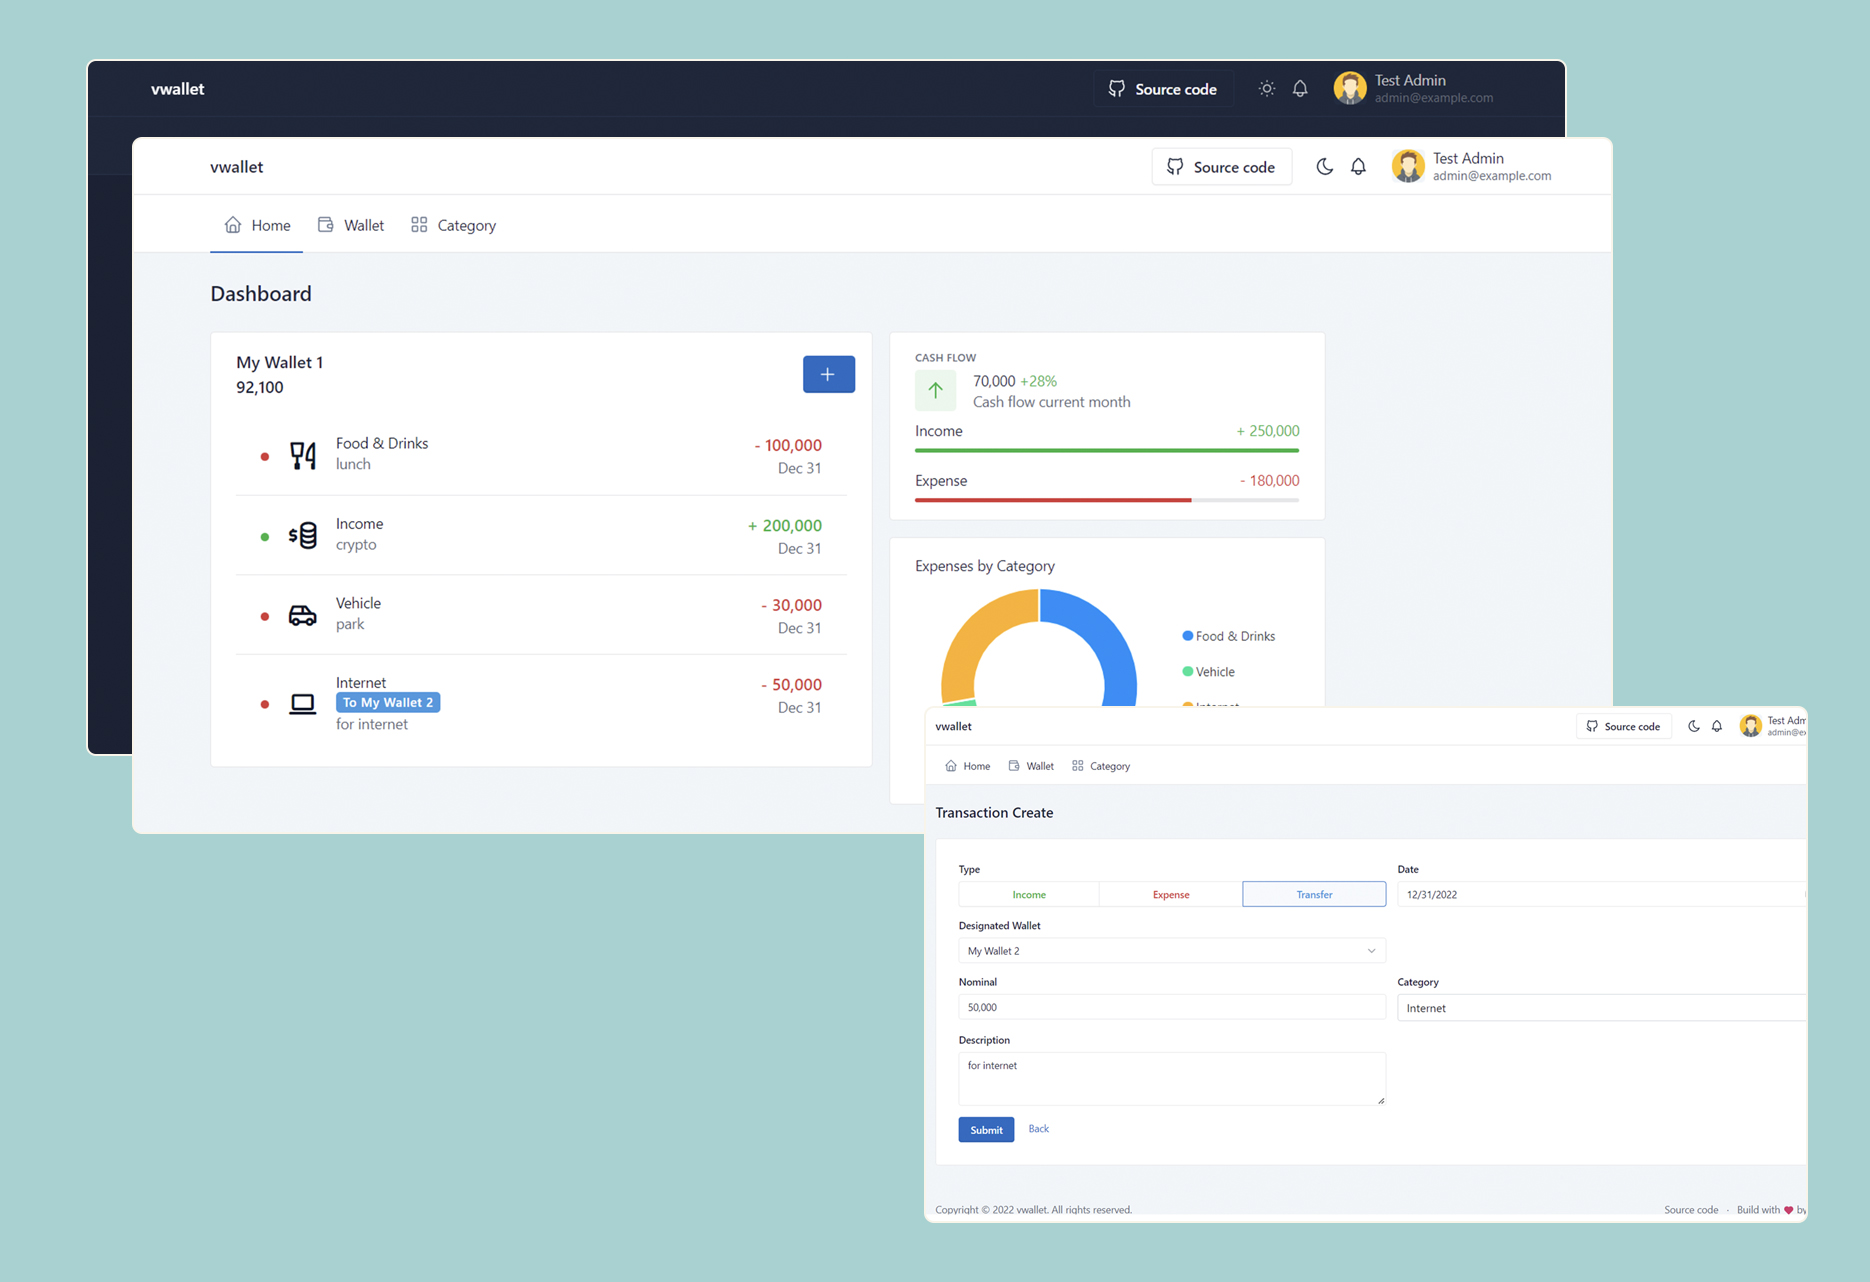 vwallet
Source code
Test Admin
admin@example.com
vwallet
Source code
Test Admin
admin@example.com
Home
Wallet
Category
Dashboard
My Wallet 1
92,100
Food & Drinks
lunch
- 100,000
Dec 31
Income
crypto
+ 200,000
Dec 31
Vehicle
park
- 30,000
Dec 31
Internet
To My Wallet 2
for internet
- 50,000
Dec 31
CASH FLOW
70,000 +28%
Cash flow current month
Income
+ 250,000
Expense
- 180,000
Expenses by Category
Food & Drinks
Vehicle
vwallet
Source code
Test Adm
admin@ex
Home
Wallet
Category
Transaction Create
Type
Income
Expense
Transfer
Date
12/31/2022
Designated Wallet
My Wallet 2
Nominal
50,000
Category
Internet
Description
for internet
Submit
Back
Copyright © 2022 vwallet. All rights reserved.
Source code · Build with ❤ by